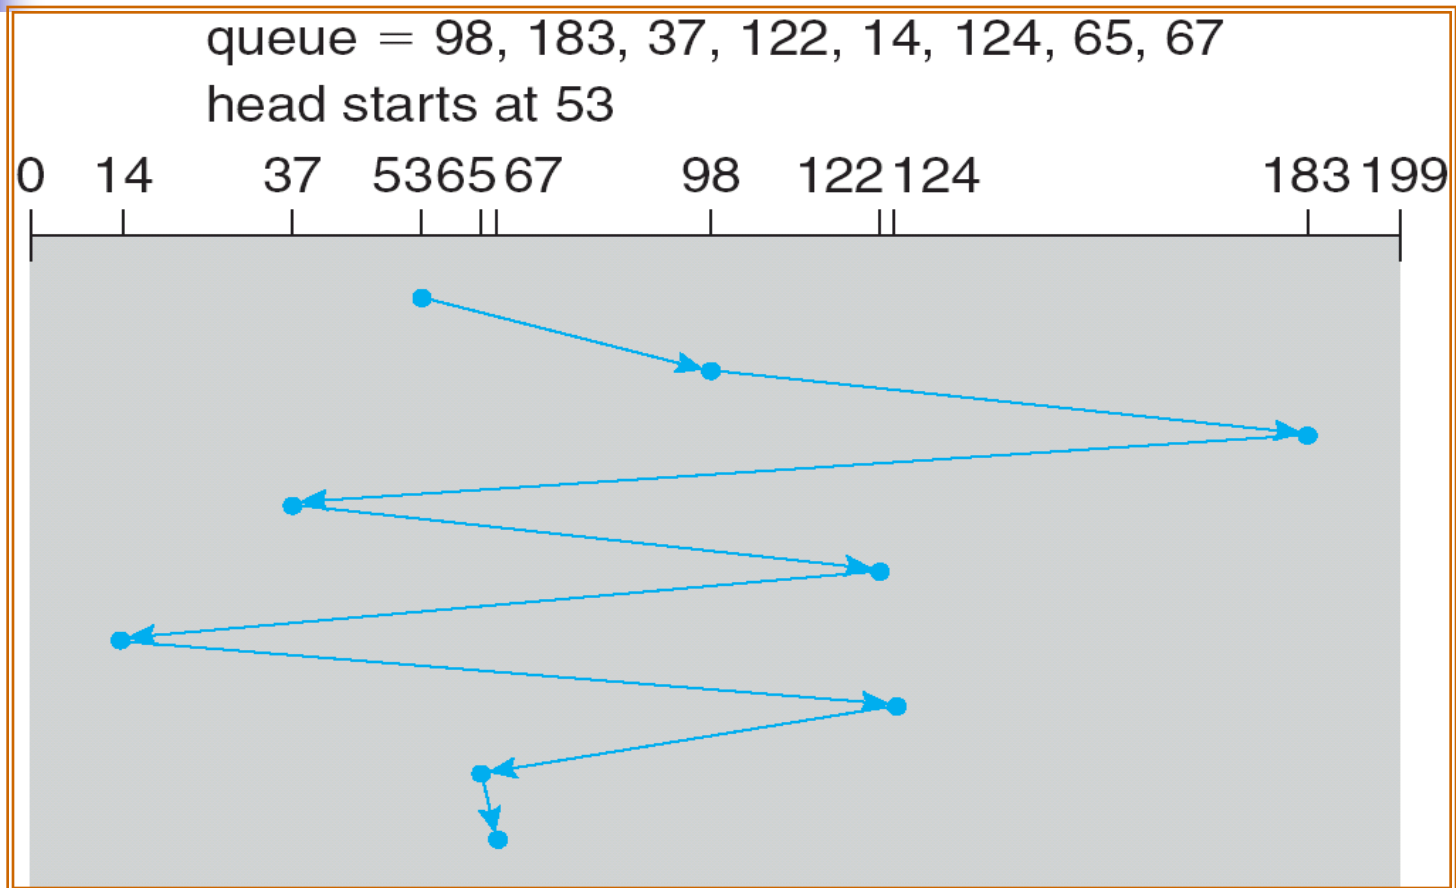 queue = 98, 183, 37, 122, 14, 124, 65, 67
head starts at 53
0 14 37 53 65 67 98 122 124 183 199